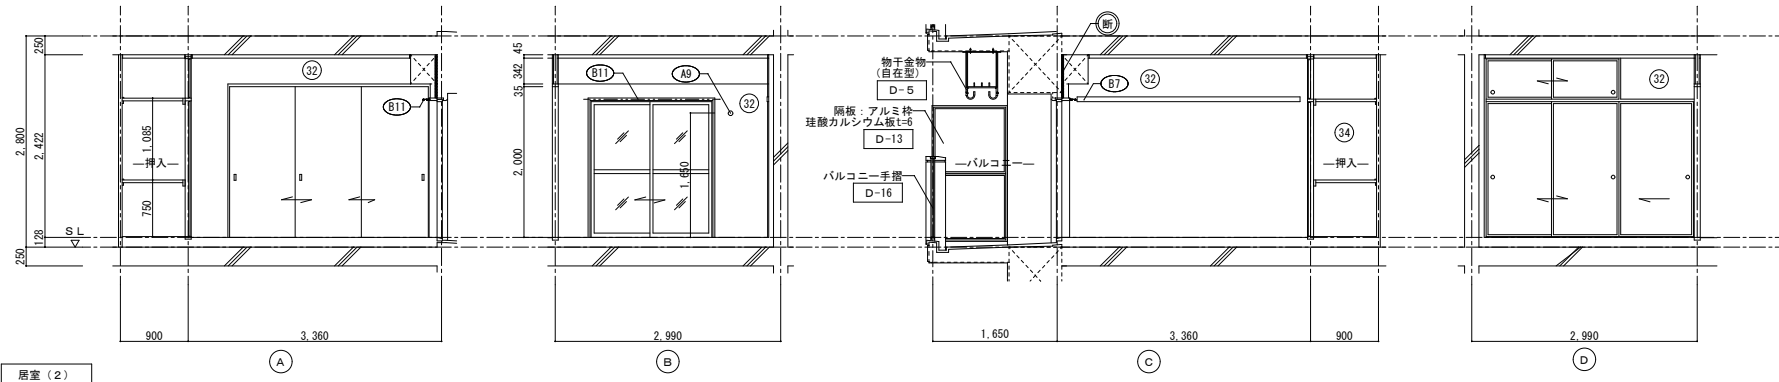 2,800
250
2,422
128
250
SL
1,085
押入
750
32
B11
900
3,360
A
45
342
35
2,000
B11
A9
32
1,650
2,990
B
断
物干金物
(自在型)
D-5
隔板：アルミ枠
珪酸カルシウム板t=6
D-13
バルコニー
バルコニー手摺
D-16
B7
32
34
押入
1,650
3,360
900
C
32
2,990
D
居室（2）